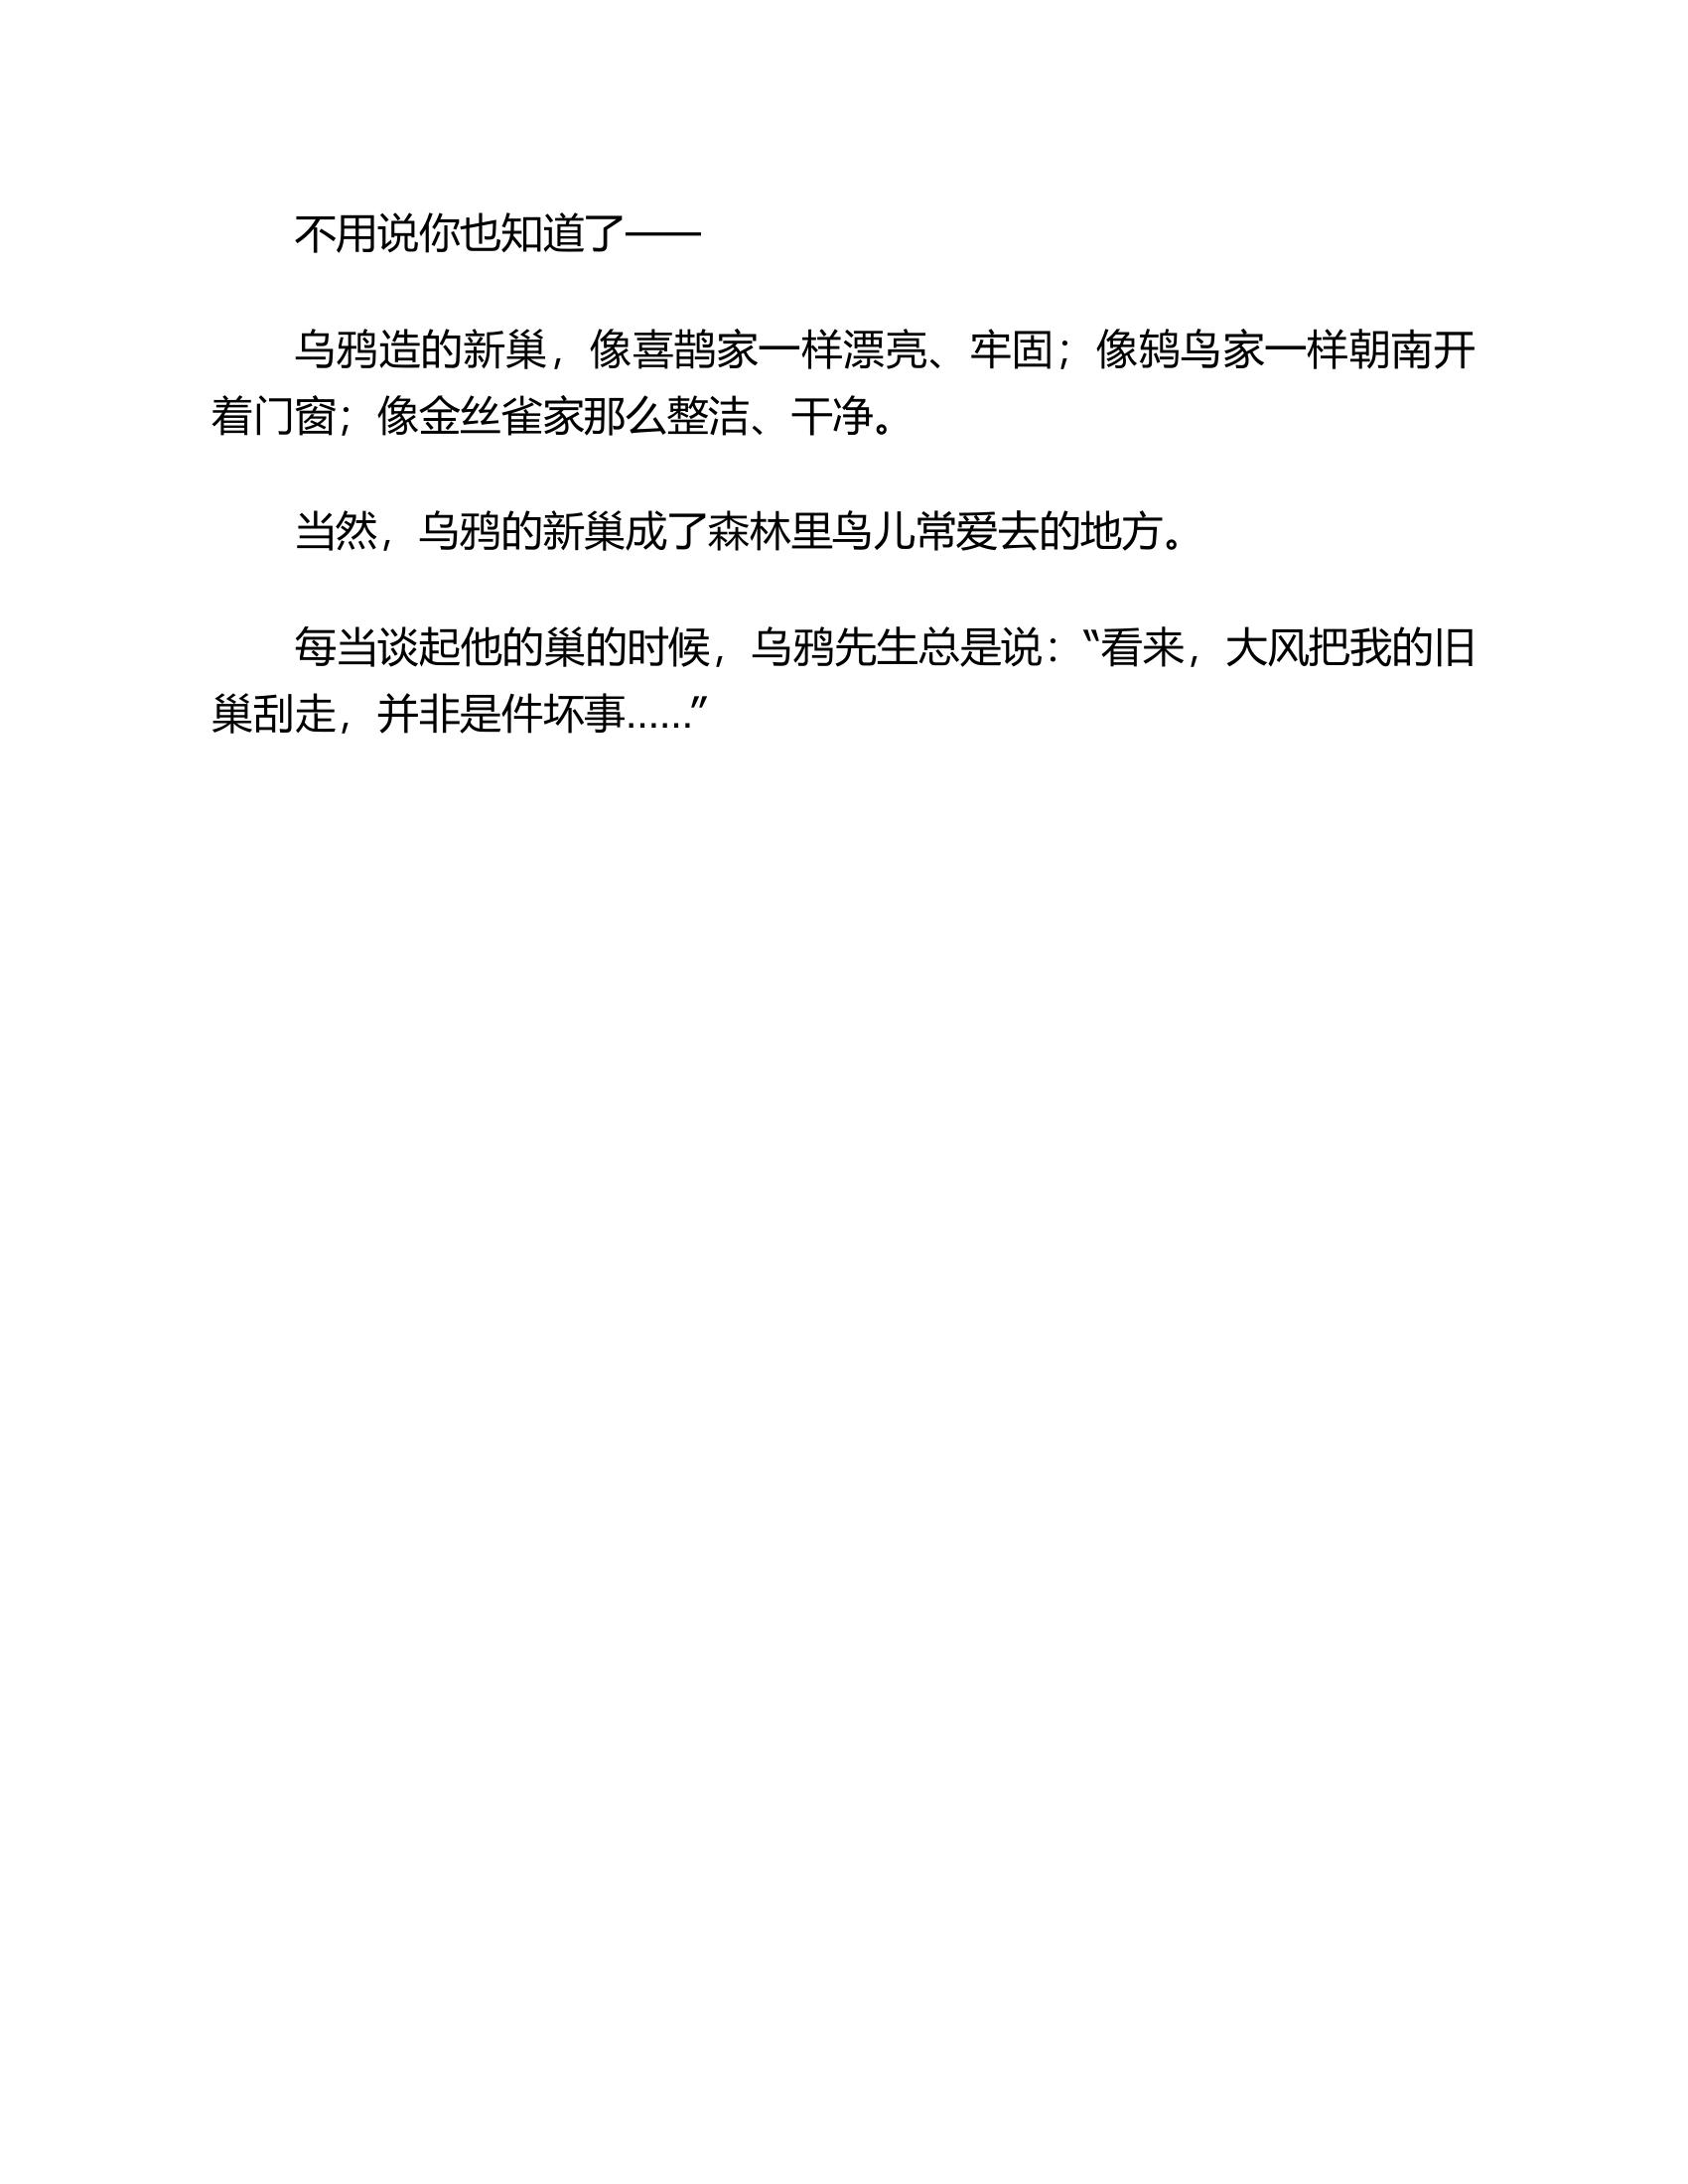 不用说你也知道了——
乌鸦造的新巢，像喜鹊家一样漂亮、牢固；像鸫鸟家一样朝南开
着门窗；像金丝雀家那么整洁、干净。
当然，乌鸦的新巢成了森林里鸟儿常爱去的地方。
每当谈起他的巢的时候，乌鸦先生总是说：“看来，大风把我的旧
巢刮走，并非是件坏事……”